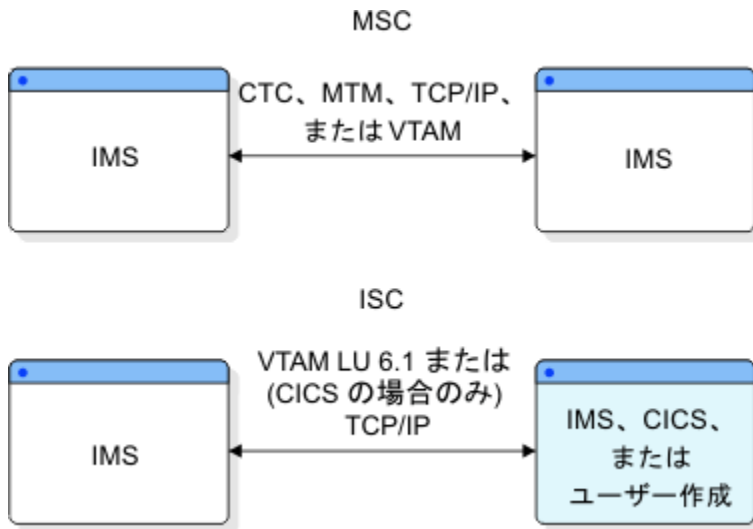 MSC
CTC、MTM、TCP/IP、
または VTAM
IMS
IMS
ISC
VTAM LU 6.1 または
(CICS の場合のみ)
TCP/IP
IMS
IMS、CICS、
または
ユーザー作成